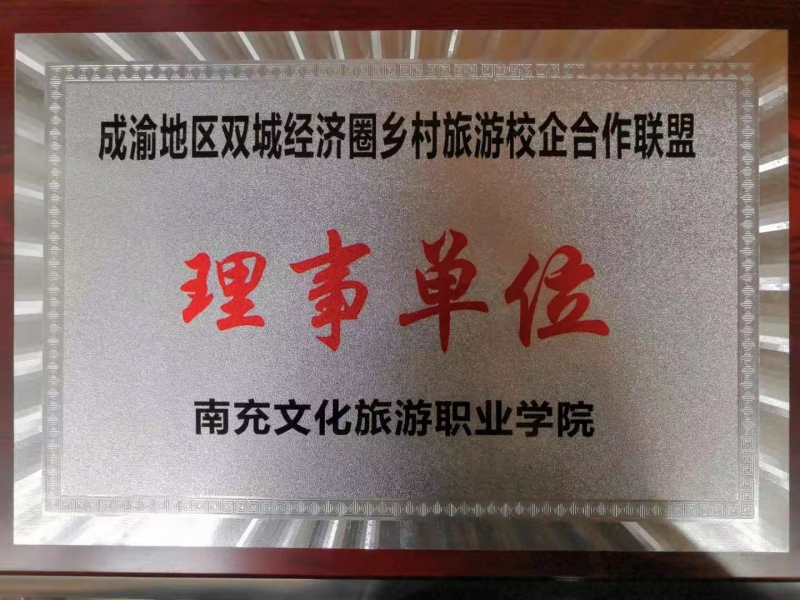 成渝地区双城经济圈乡村旅游校企合作联盟
理事单位
南充文化旅游职业学院